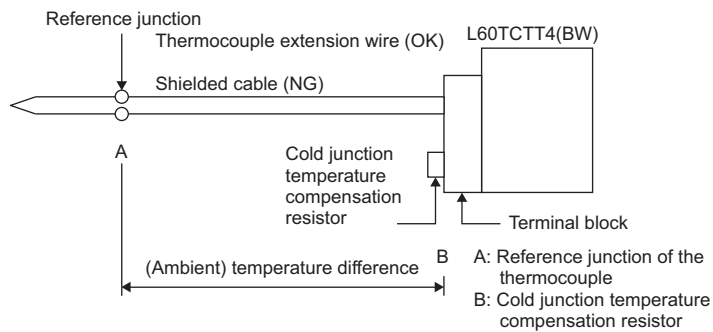 Reference junction
Thermocouple extension wire (OK)
L60TCTT4(BW)
Shielded cable (NG)
A
Cold junction
temperature
compensation
resistor
Terminal block
B
(Ambient) temperature difference
A: Reference junction of the
thermocouple
B: Cold junction temperature
compensation resistor